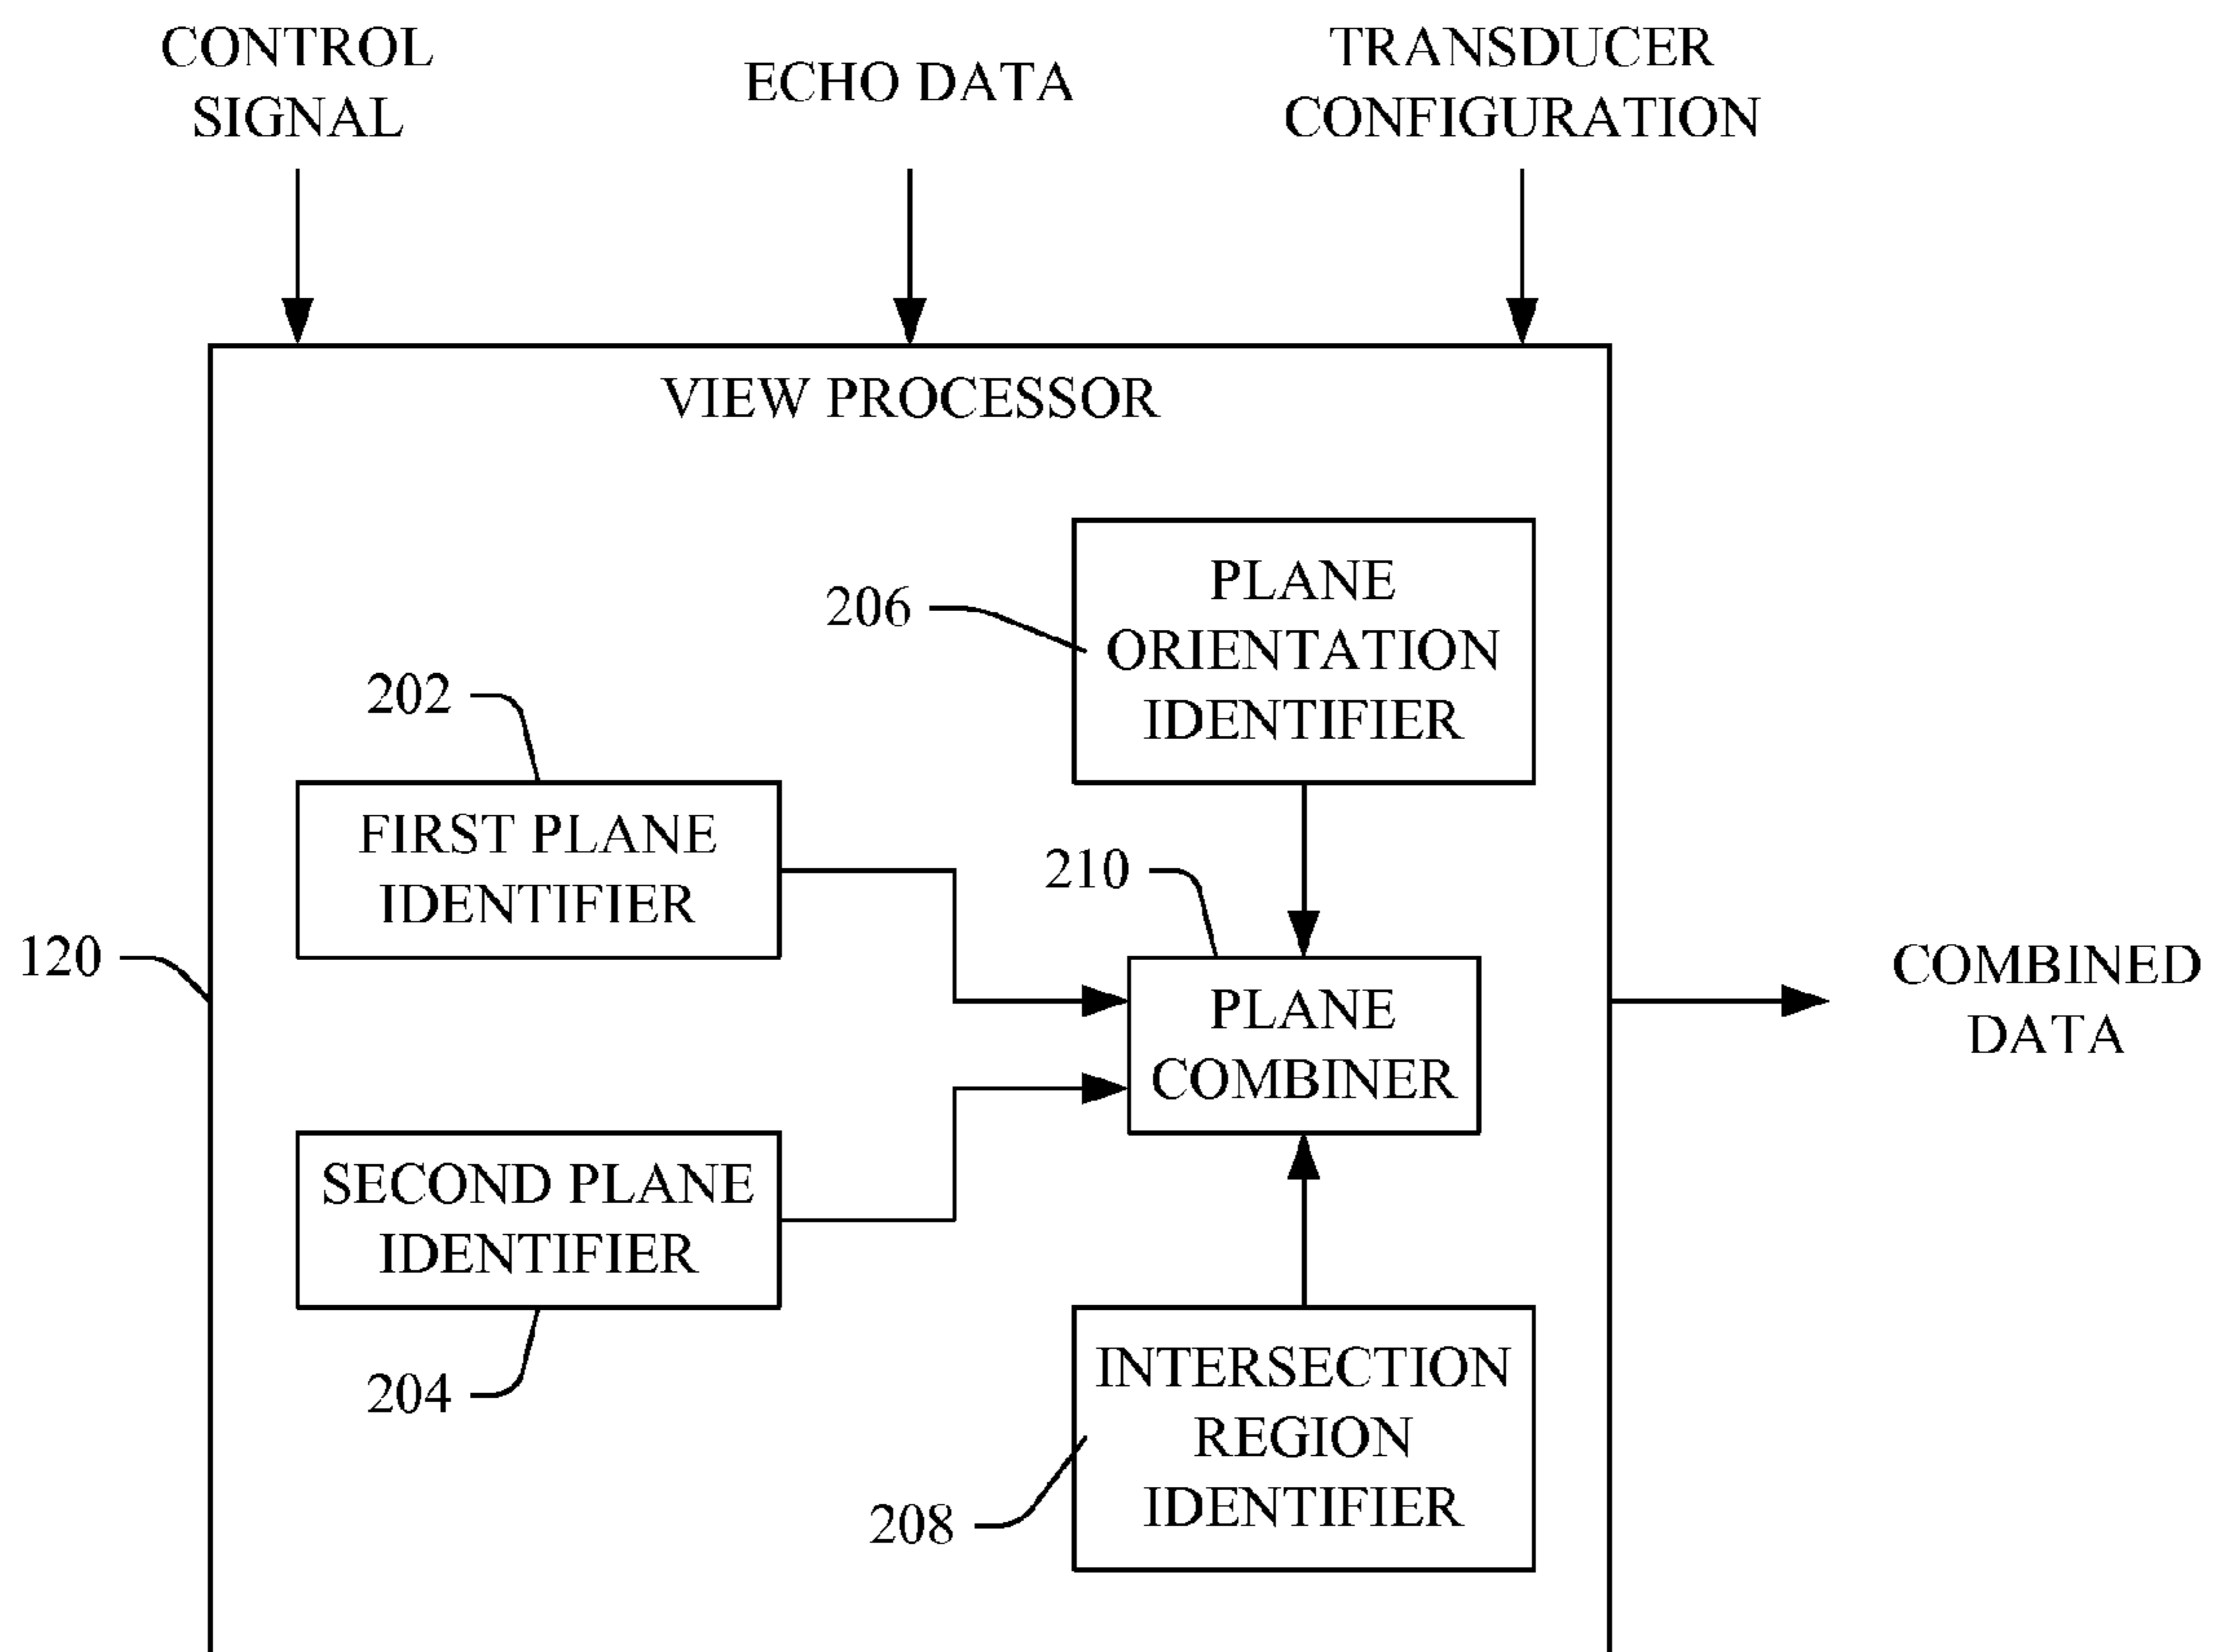 CONTROL
SIGNAL
ECHO DATA
TRANSDUCER
CONFIGURATION
VIEW PROCESSOR
206
PLANE
ORIENTATION
IDENTIFIER
202
FIRST PLANE
IDENTIFIER
210
PLANE
COMBINER
120
COMBINED
DATA
SECOND PLANE
IDENTIFIER
204
INTERSECTION
REGION
IDENTIFIER
208